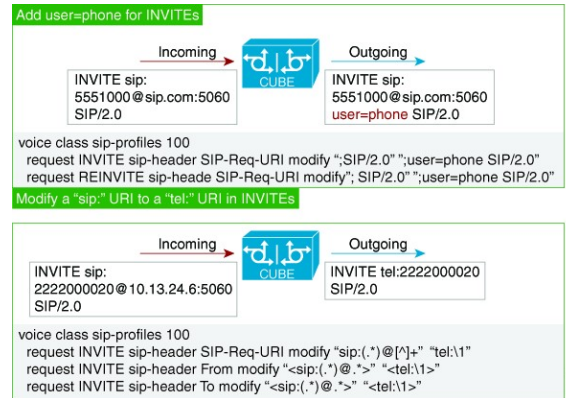 Add user=phone for INVITEs
Incoming
Outgoing
INVITE sip:
5551000@sip.com:5060
SIP/2.0
CUBE
INVITE sip:
5551000@sip.com:5060
user=phone SIP/2.0
voice class sip-profiles 100
request INVITE sip-header SIP-Req-URI modify “;SIP/2.0” ”;user=phone SIP/2.0”
request REINVITE sip-heade SIP-Req-URI modify”; SIP/2.0” ”;user=phone SIP/2.0”
Modify a “sip:” URI to a “tel:” URI in INVITEs
Incoming
Outgoing
INVITE sip:
2222000020@10.13.24.6:5060
SIP/2.0
CUBE
INVITE tel:2222000020
SIP/2.0
voice class sip-profiles 100
request INVITE sip-header SIP-Req-URI modify “sip:(.*)@[^]+” “tel:\1”
request INVITE sip-header From modify “<sip:(.*)@.*>” “<tel:\1>”
request INVITE sip-header To modify “<sip:(.*)@.*>” “<tel:\1>”